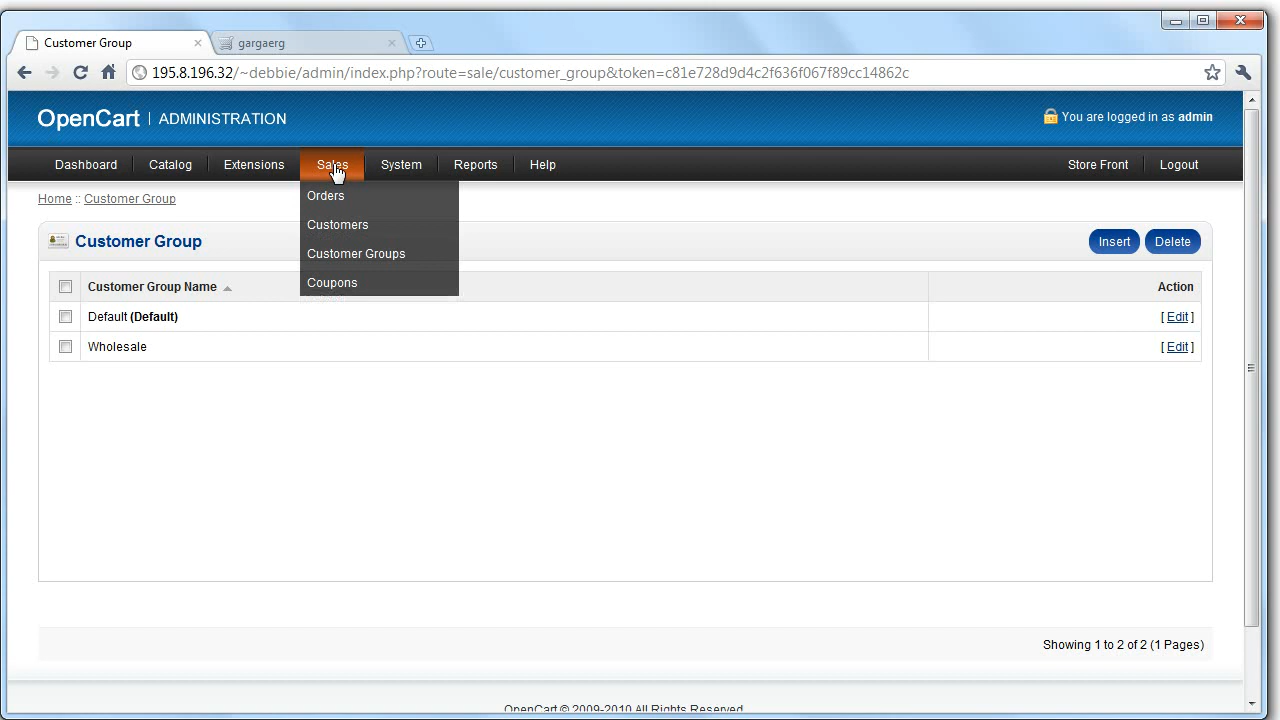 Customer Group
gargaerg
195.8.196.32/~debbie/admin/index.php?route=sale/customer_group&token=c81e728d9d4c2f636f067f89cc14862c
OpenCart | ADMINISTRATION
You are logged in as admin
Dashboard Catalog Extensions Sales System Reports Help Store Front Logout
Home :: Customer Group
Orders
Customers
Customer Groups
Coupons
Customer Group
Insert Delete
Customer Group Name Action
Default (Default) [ Edit ]
Wholesale [ Edit ]
Showing 1 to 2 of 2 (1 Pages)
OpenCart © 2009-2010 All Rights Reserved.